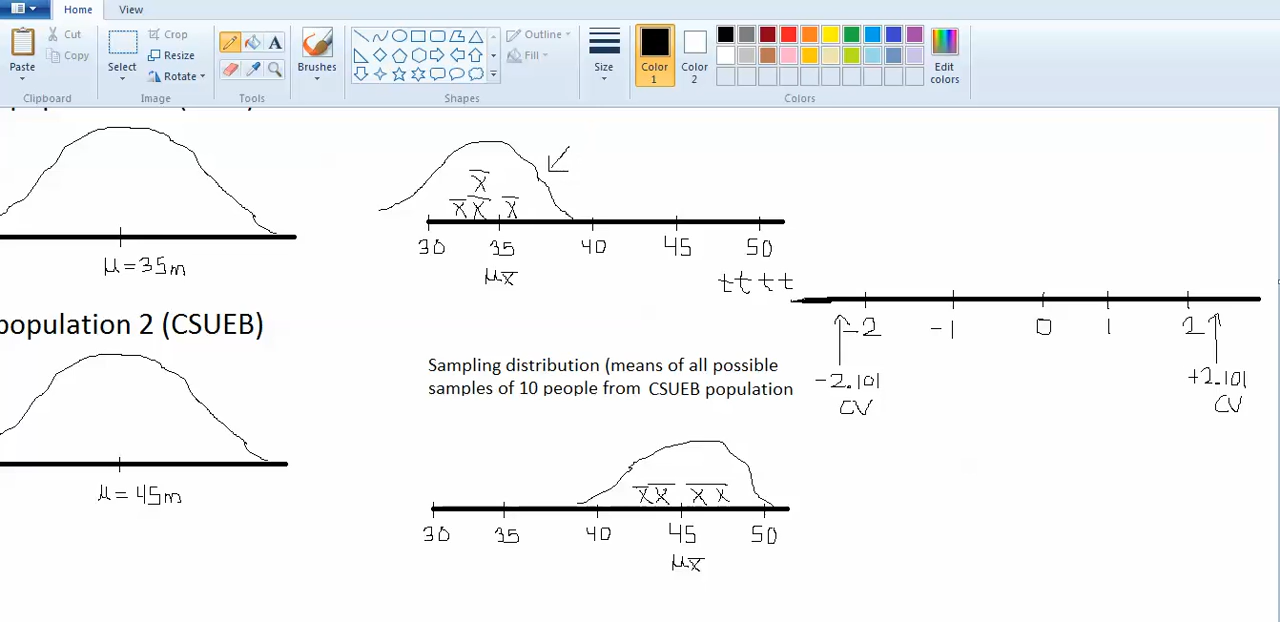 Home View
Cut
Copy
Paste
Clipboard
Crop
Resize
Rotate
Select
Image
A
Tools
Brushes
Outline
Fill
Shapes
Size
Color 1
Color 2
Edit colors
Colors
μ = 35m
x̄
x̄ x̄ x̄
30 35 40 45 50
μx̄
t t t t
-2 -1 0 1 2
-2.101
CV
+2.101
CV
population 2 (CSUEB)
μ = 45m
Sampling distribution (means of all possible
samples of 10 people from CSUEB population
x̄ x̄ x̄ x̄
30 35 40 45 50
μx̄